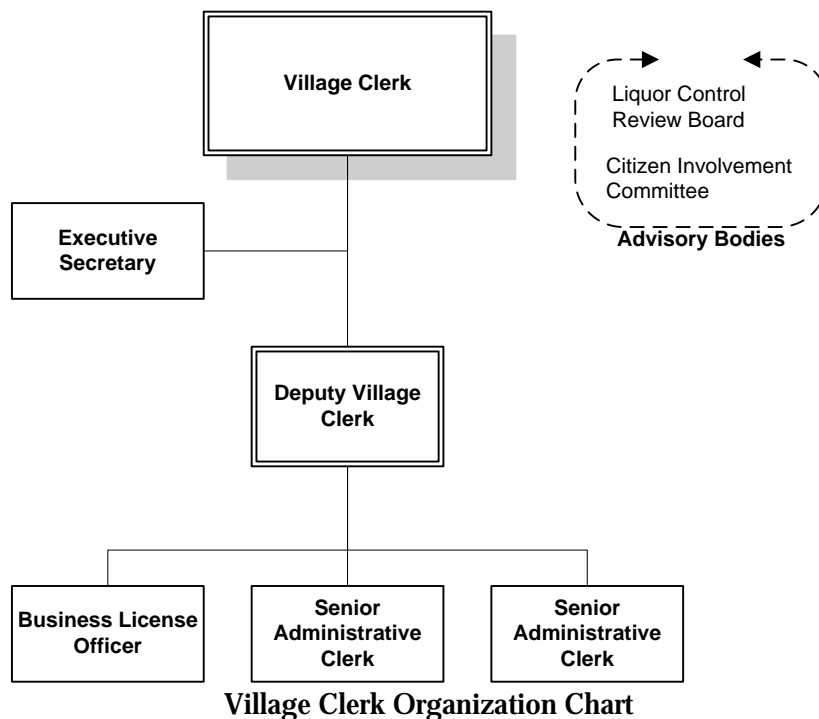 Village Clerk
Liquor Control
Review Board
Citizen Involvement
Committee
Advisory Bodies
Executive
Secretary
Deputy Village
Clerk
Business License
Officer
Senior
Administrative
Clerk
Senior
Administrative
Clerk
Village Clerk Organization Chart